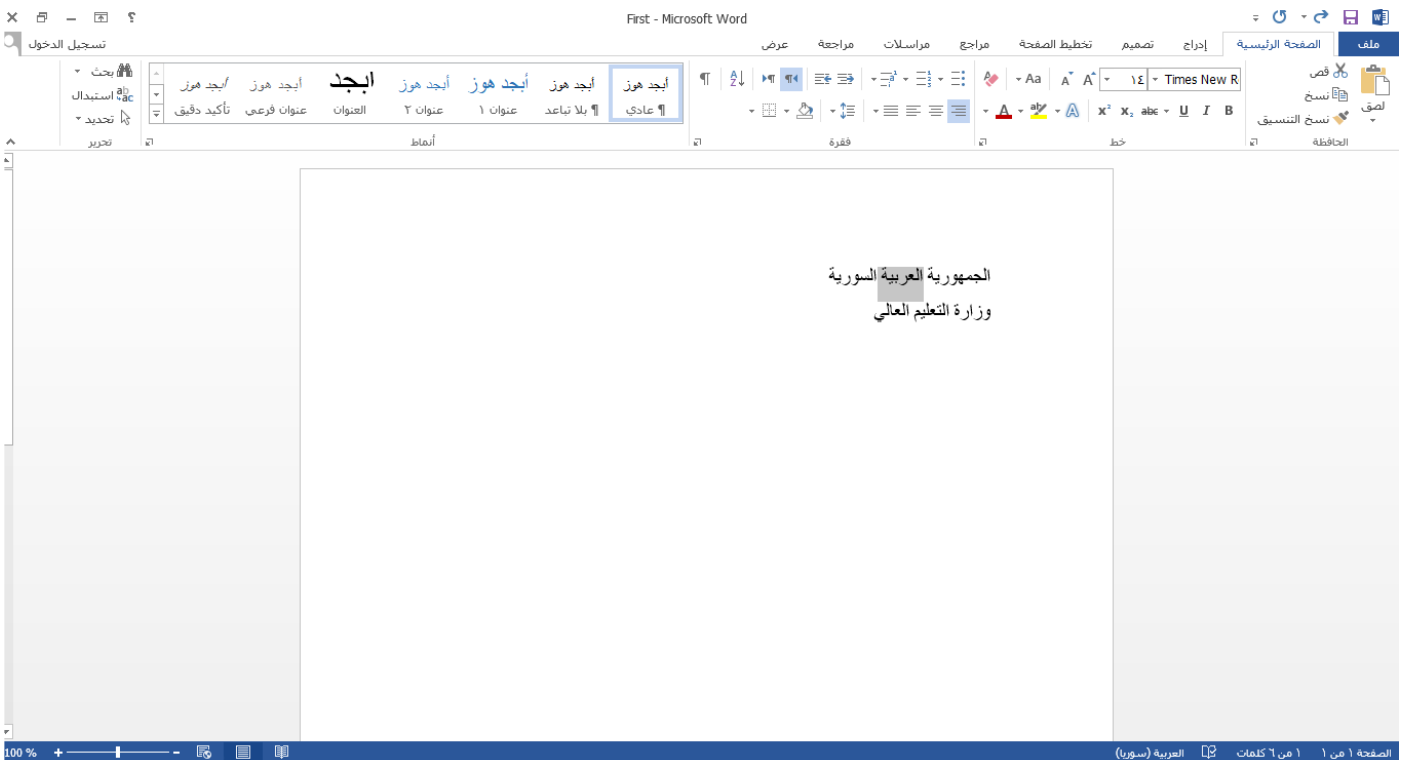 First - Microsoft Word
ملف الصفحة الرئيسية إدراج تصميم تخطيط الصفحة مراجع مراسلات مراجعة عرض تسجيل الدخول
لصق
قص
نسخ
نسخ التنسيق
الحافظة
Times New R ١٤ A A Aa
B I U abc X₂ X² A aby A
خط
فقرة
أبجد هوز أبجد هوز أبجد هوز أبجد هوز ابجد أبجد هوز أبجد هوز
¶ عادي ¶ بلا تباعد عنوان ١ عنوان ٢ العنوان عنوان فرعي تأكيد دقيق
أنماط
بحث
استبدال
تحديد
تحرير
الجمهورية العربية السورية
وزارة التعليم العالي
الصفحة ١ من ١ ١ من ٦ كلمات العربية (سوريا) 100 %